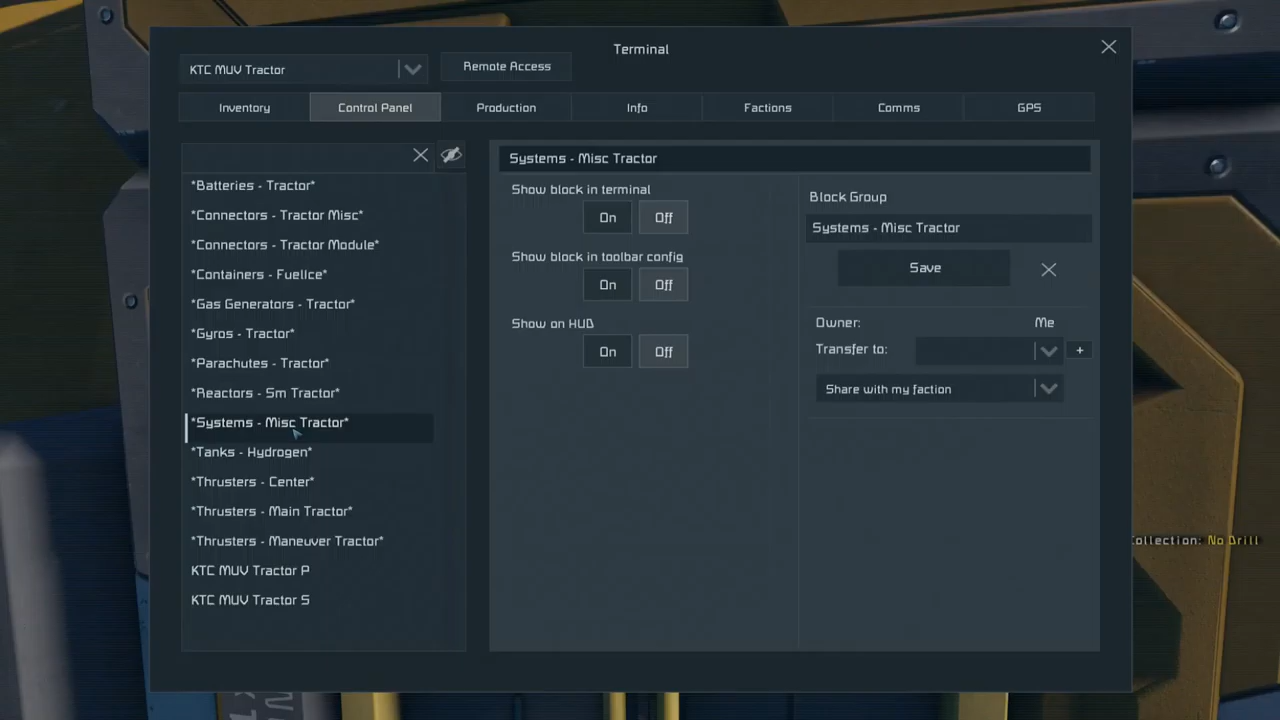 Terminal
KTC MUV Tractor
Remote Access
Inventory
Control Panel
Production
Info
Factions
Comms
GPS
*Batteries - Tractor*
*Connectors - Tractor Misc*
*Connectors - Tractor Module*
*Containers - FuelIce*
*Gas Generators - Tractor*
*Gyros - Tractor*
*Parachutes - Tractor*
*Reactors - Sm Tractor*
*Systems - Misc Tractor*
*Tanks - Hydrogen*
*Thrusters - Center*
*Thrusters - Main Tractor*
*Thrusters - Maneuver Tractor*
KTC MUV Tractor P
KTC MUV Tractor S
Systems - Misc Tractor
Show block in terminal
On Off
Show block in toolbar config
On Off
Show on HUD
On Off
Block Group
Systems - Misc Tractor
Save
Owner: Me
Transfer to:
+
Share with my faction
Collection: No Drill